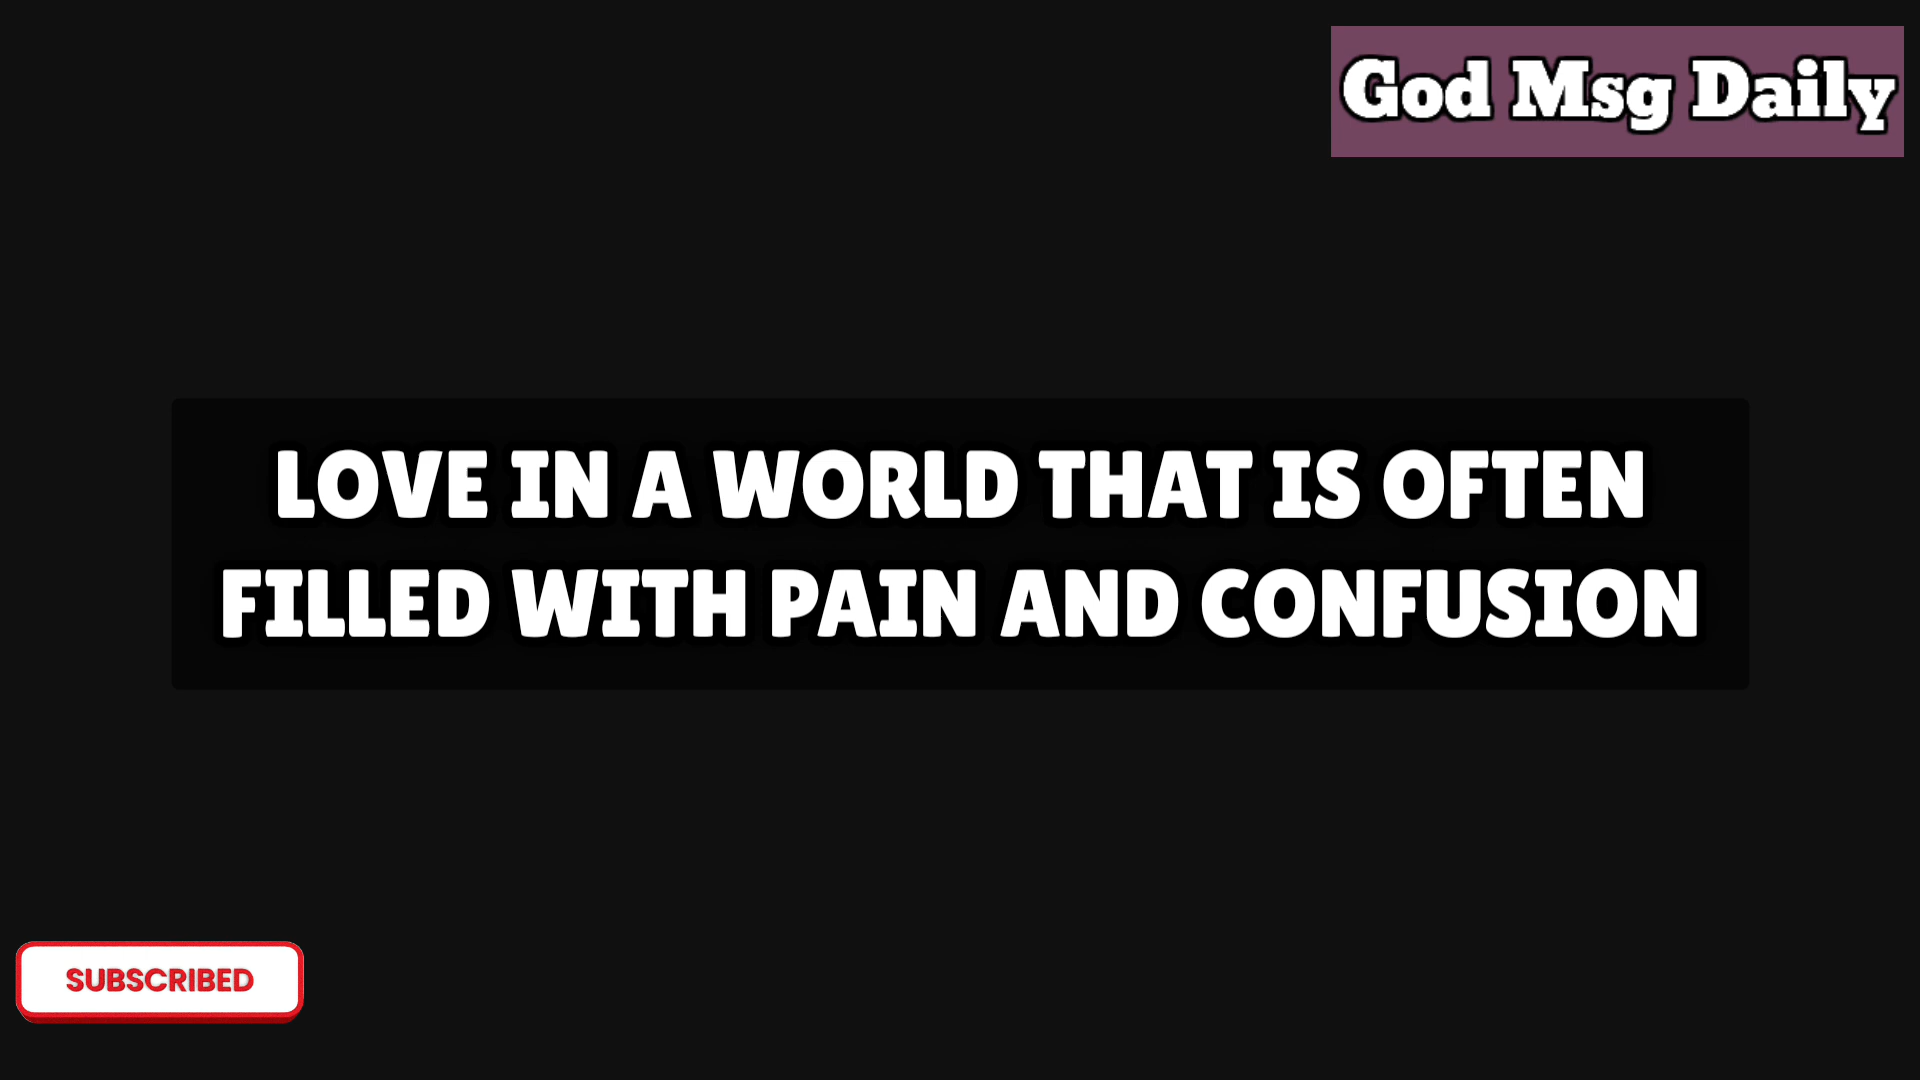 God Msg Daily
LOVE IN A WORLD THAT IS OFTEN
FILLED WITH PAIN AND CONFUSION
SUBSCRIBED